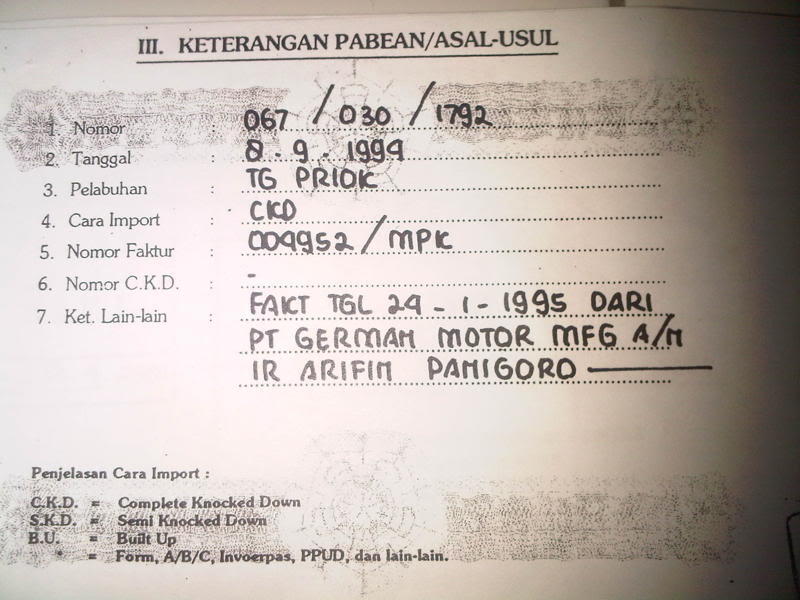 III. KETERANGAN PABEAN/ASAL-USUL
1. Nomor 067 / 030 / 1792
2. Tanggal : 8 - 9 - 1994
3. Pelabuhan : TG PRIOK
4. Cara Import : CKD
5. Nomor Faktur : 004952 / MPK
6. Nomor C.K.D. : -
7. Ket. Lain-lain : FAKT TGL 24 - 1 - 1995 DARI
PT GERMAN MOTOR MFG A/N
IR ARIFIN PANIGORO
Penjelasan Cara Import :
C.K.D. = Complete Knocked Down
S.K.D. = Semi Knocked Down
B.U. = Built Up
* = Form, A/B/C, Invoerpas, PPUD, dan lain-lain.